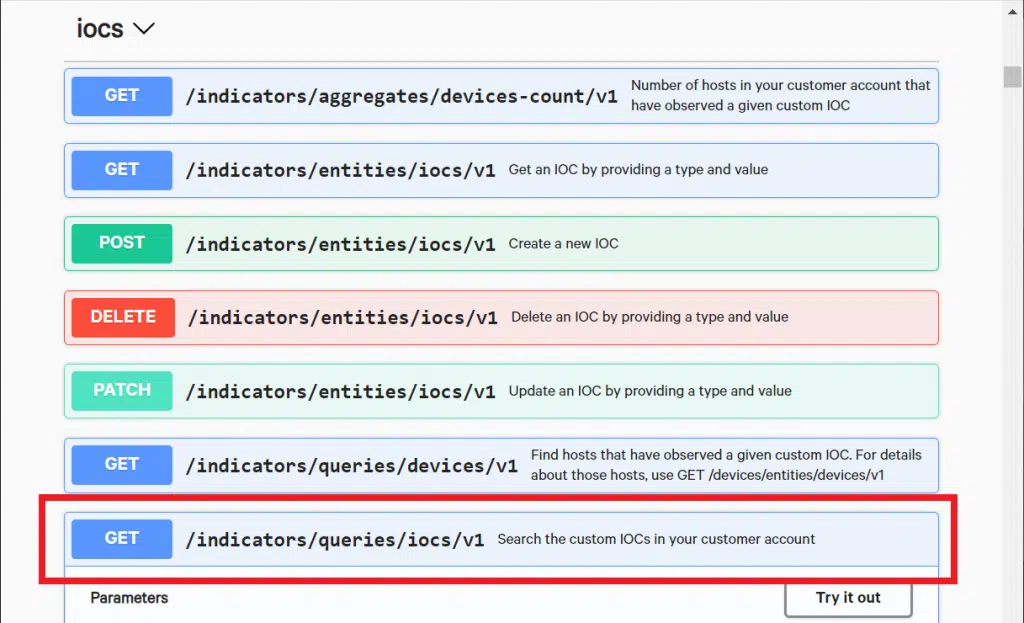 iocs
GET /indicators/aggregates/devices-count/v1 Number of hosts in your customer account that
have observed a given custom IOC
GET /indicators/entities/iocs/v1 Get an IOC by providing a type and value
POST /indicators/entities/iocs/v1 Create a new IOC
DELETE /indicators/entities/iocs/v1 Delete an IOC by providing a type and value
PATCH /indicators/entities/iocs/v1 Update an IOC by providing a type and value
GET /indicators/queries/devices/v1 Find hosts that have observed a given custom IOC. For details
about those hosts, use GET /devices/entities/devices/v1
GET /indicators/queries/iocs/v1 Search the custom IOCs in your customer account
Parameters Try it out